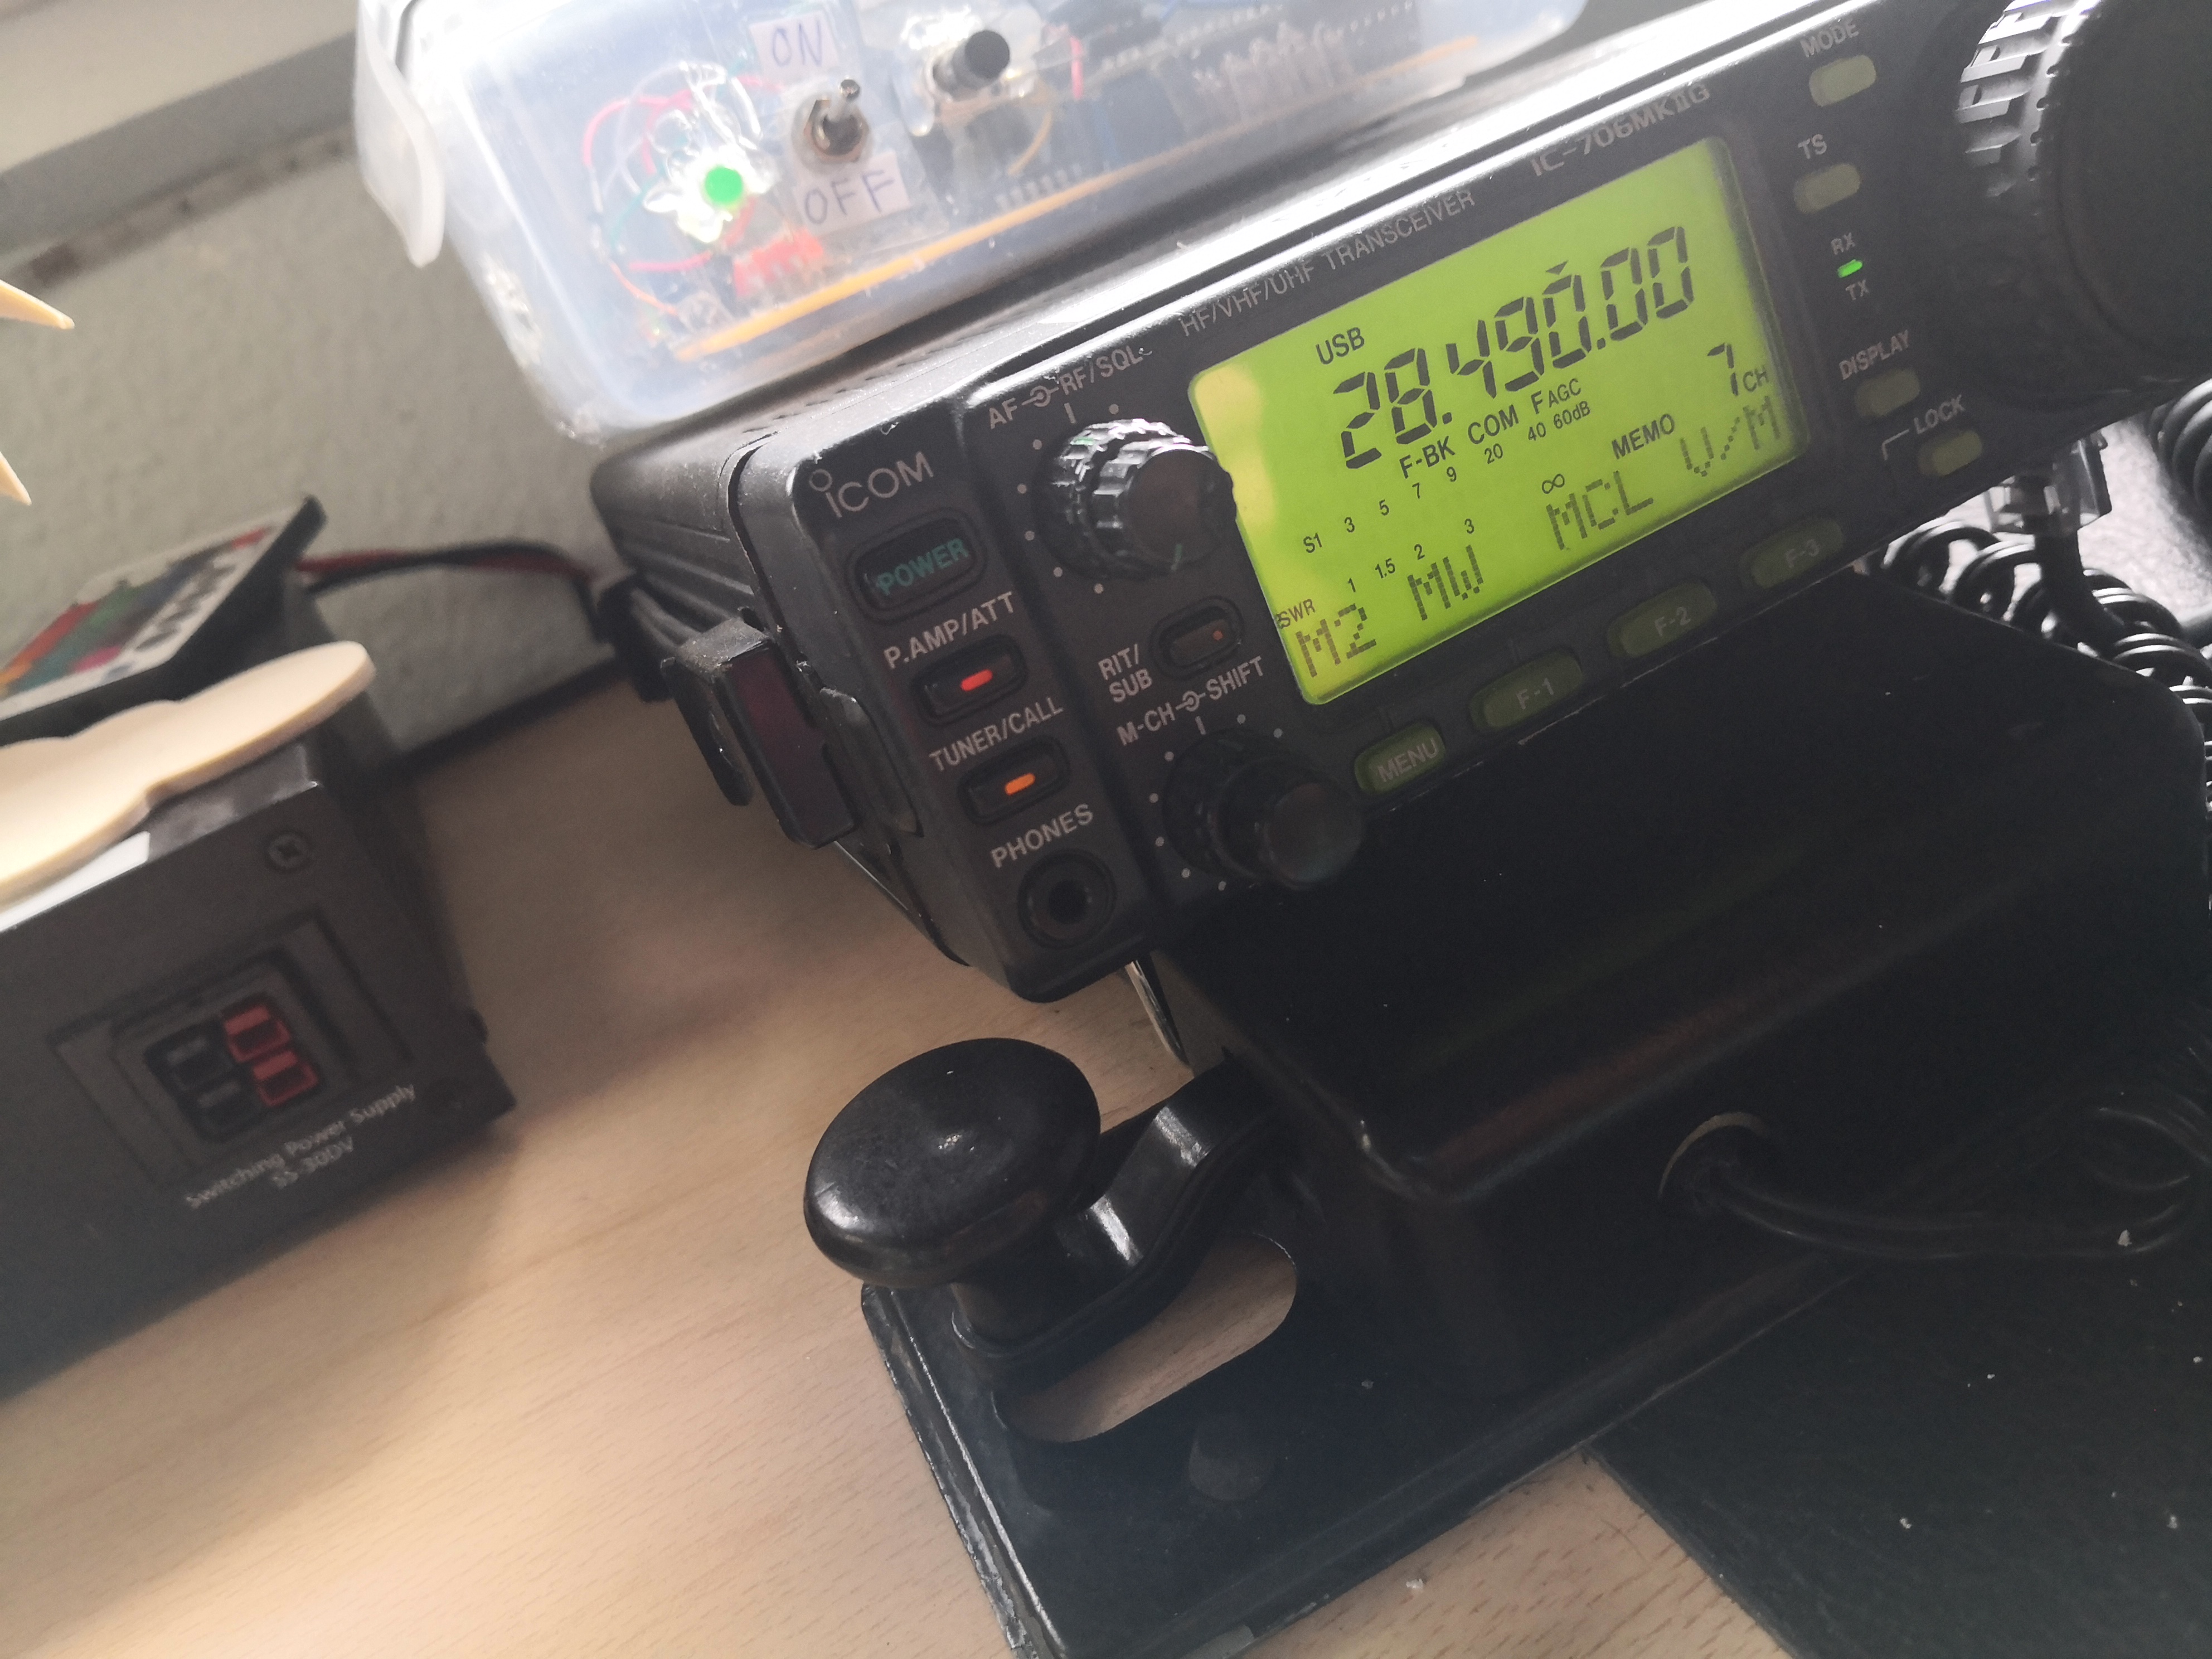 ON
OFF
HF/VHF/UHF TRANSCEIVER
IC-706MKIIG
MODE
TS
RX
TX
DISPLAY
LOCK
AF RF/SQL
ICOM
POWER
P.AMP/ATT
TUNER/CALL
PHONES
RIT/
SUB
M-CH SHIFT
USB
28.490.00
F-BK COM F AGC
7 CH
S1 3 5 7 9 20 40 60dB
MEMO
SWR 1 1.5 2 3 ∞
M2 MW MCL V/M
MENU F-1 F-2 F-3
Switching Power Supply
SS-30DV